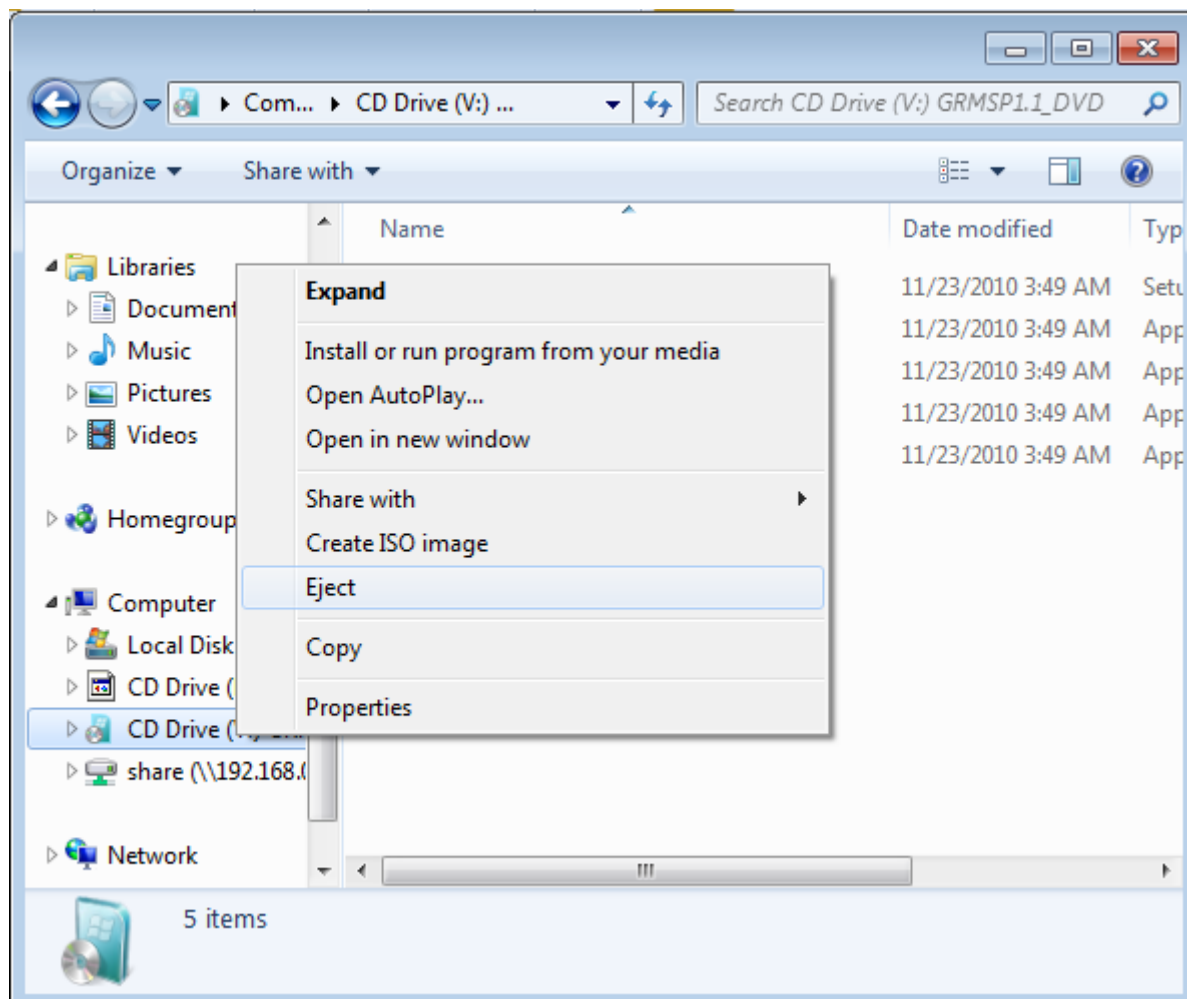 Com... CD Drive (V:) ... Search CD Drive (V:) GRMSP1.1_DVD
Organize Share with
Name Date modified Typ
Libraries
Document
Music
Pictures
Videos
Homegroup
Computer
Local Disk
CD Drive (
CD Drive (
share (\\192.168.
Network
Expand
Install or run program from your media
Open AutoPlay...
Open in new window
Share with
Create ISO image
Eject
Copy
Properties
11/23/2010 3:49 AM Setu
11/23/2010 3:49 AM App
11/23/2010 3:49 AM App
11/23/2010 3:49 AM App
11/23/2010 3:49 AM App
5 items